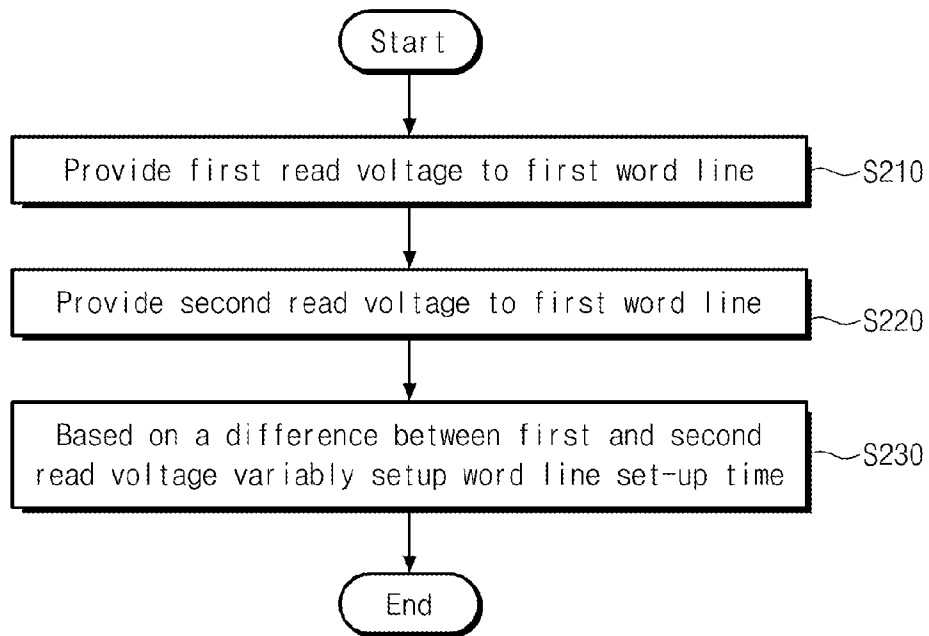 Start
Provide first read voltage to first word line
S210
Provide second read voltage to first word line
S220
Based on a difference between first and second
read voltage variably setup word line set-up time
S230
End